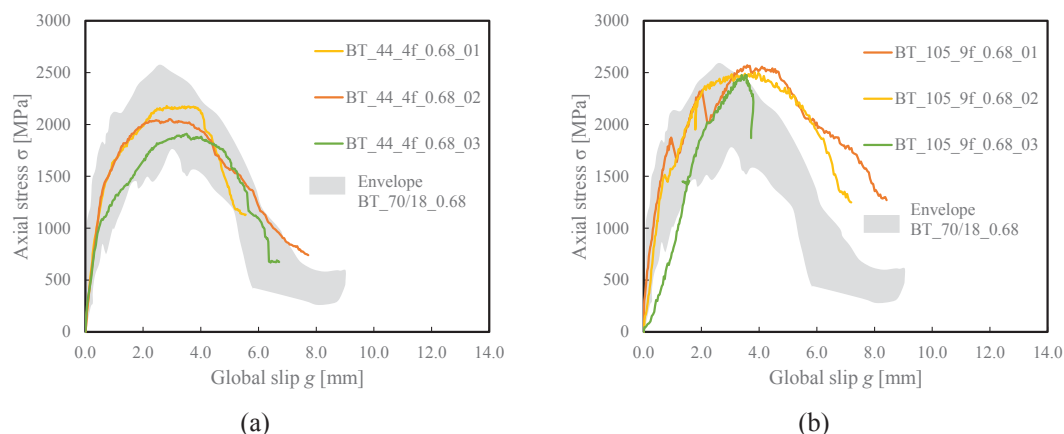 3000
2500
2000
1500
1000
500
0
Axial stress σ [MPa]
BT_44_4f_0.68_01
BT_44_4f_0.68_02
BT_44_4f_0.68_03
Envelope
BT_70/18_0.68
0.0 2.0 4.0 6.0 8.0 10.0 12.0 14.0
Global slip g [mm]
(a)
3000
2500
2000
1500
1000
500
0
Axial stress σ [MPa]
BT_105_9f_0.68_01
BT_105_9f_0.68_02
BT_105_9f_0.68_03
Envelope
BT_70/18_0.68
0.0 2.0 4.0 6.0 8.0 10.0 12.0 14.0
Global slip g [mm]
(b)